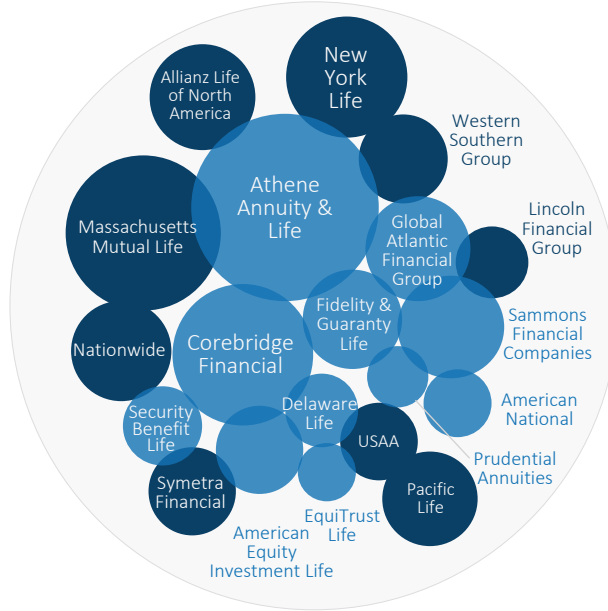 New
York
Life
Allianz Life
of North
America
Western
Southern
Group
Athene
Annuity &
Life
Massachusetts
Mutual Life
Global
Atlantic
Financial
Group
Lincoln
Financial
Group
Fidelity &
Guaranty
Life
Sammons
Financial
Companies
Corebridge
Financial
Nationwide
American
National
Security
Benefit
Life
Delaware
Life
USAA
Prudential
Annuities
Symetra
Financial
Pacific
Life
EquiTrust
Life
American
Equity
Investment Life